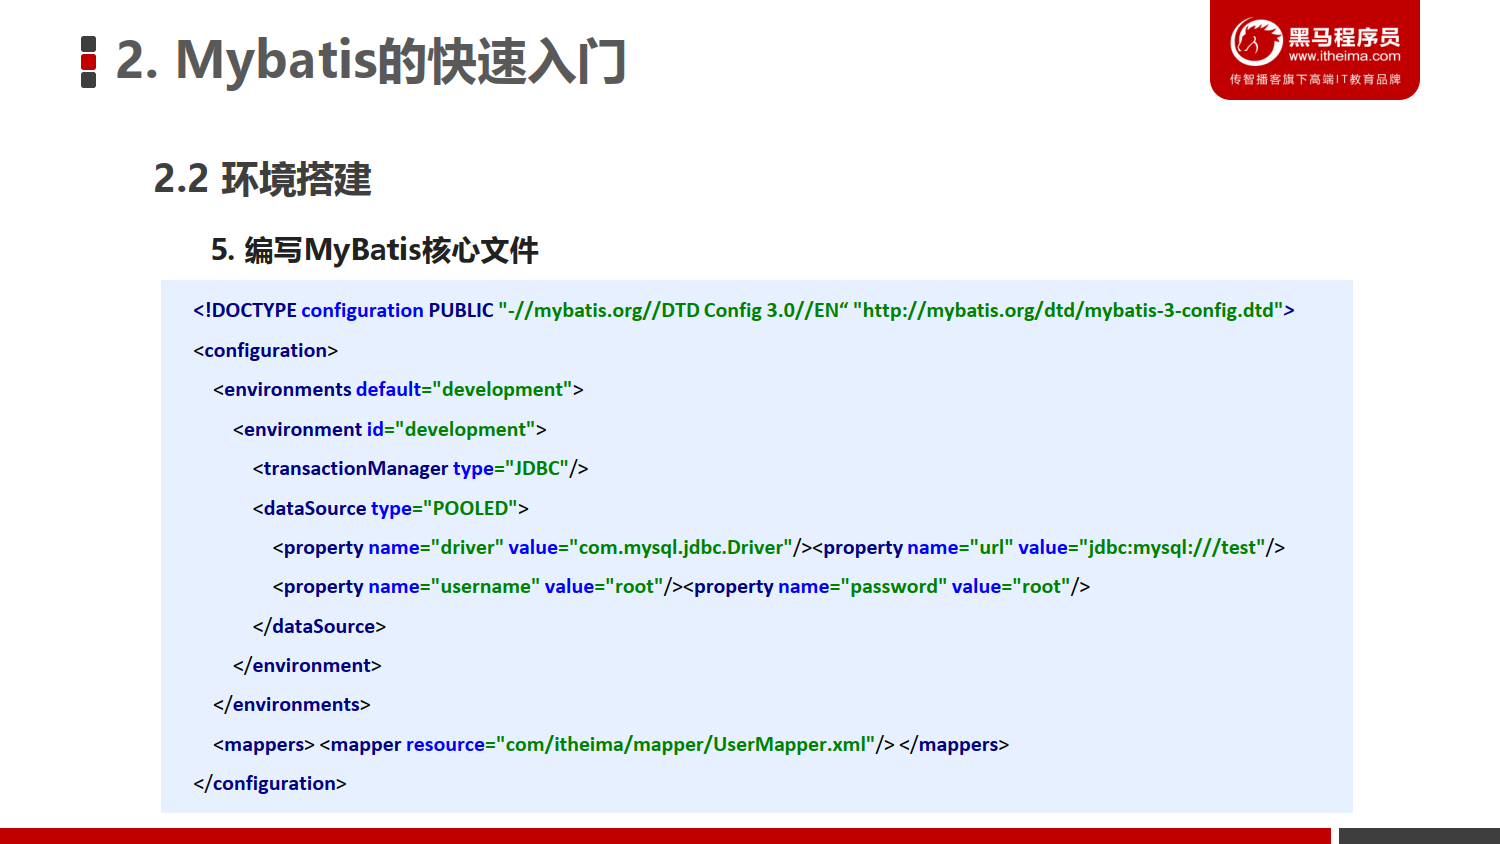 2. Mybatis的快速入门
黑马程序员
www.itheima.com
传智播客旗下高端IT教育品牌
2.2 环境搭建
5. 编写MyBatis核心文件
<!DOCTYPE configuration PUBLIC "-//mybatis.org//DTD Config 3.0//EN“ "http://mybatis.org/dtd/mybatis-3-config.dtd">
<configuration>
<environments default="development">
<environment id="development">
<transactionManager type="JDBC"/>
<dataSource type="POOLED">
<property name="driver" value="com.mysql.jdbc.Driver"/><property name="url" value="jdbc:mysql:///test"/>
<property name="username" value="root"/><property name="password" value="root"/>
</dataSource>
</environment>
</environments>
<mappers> <mapper resource="com/itheima/mapper/UserMapper.xml"/> </mappers>
</configuration>